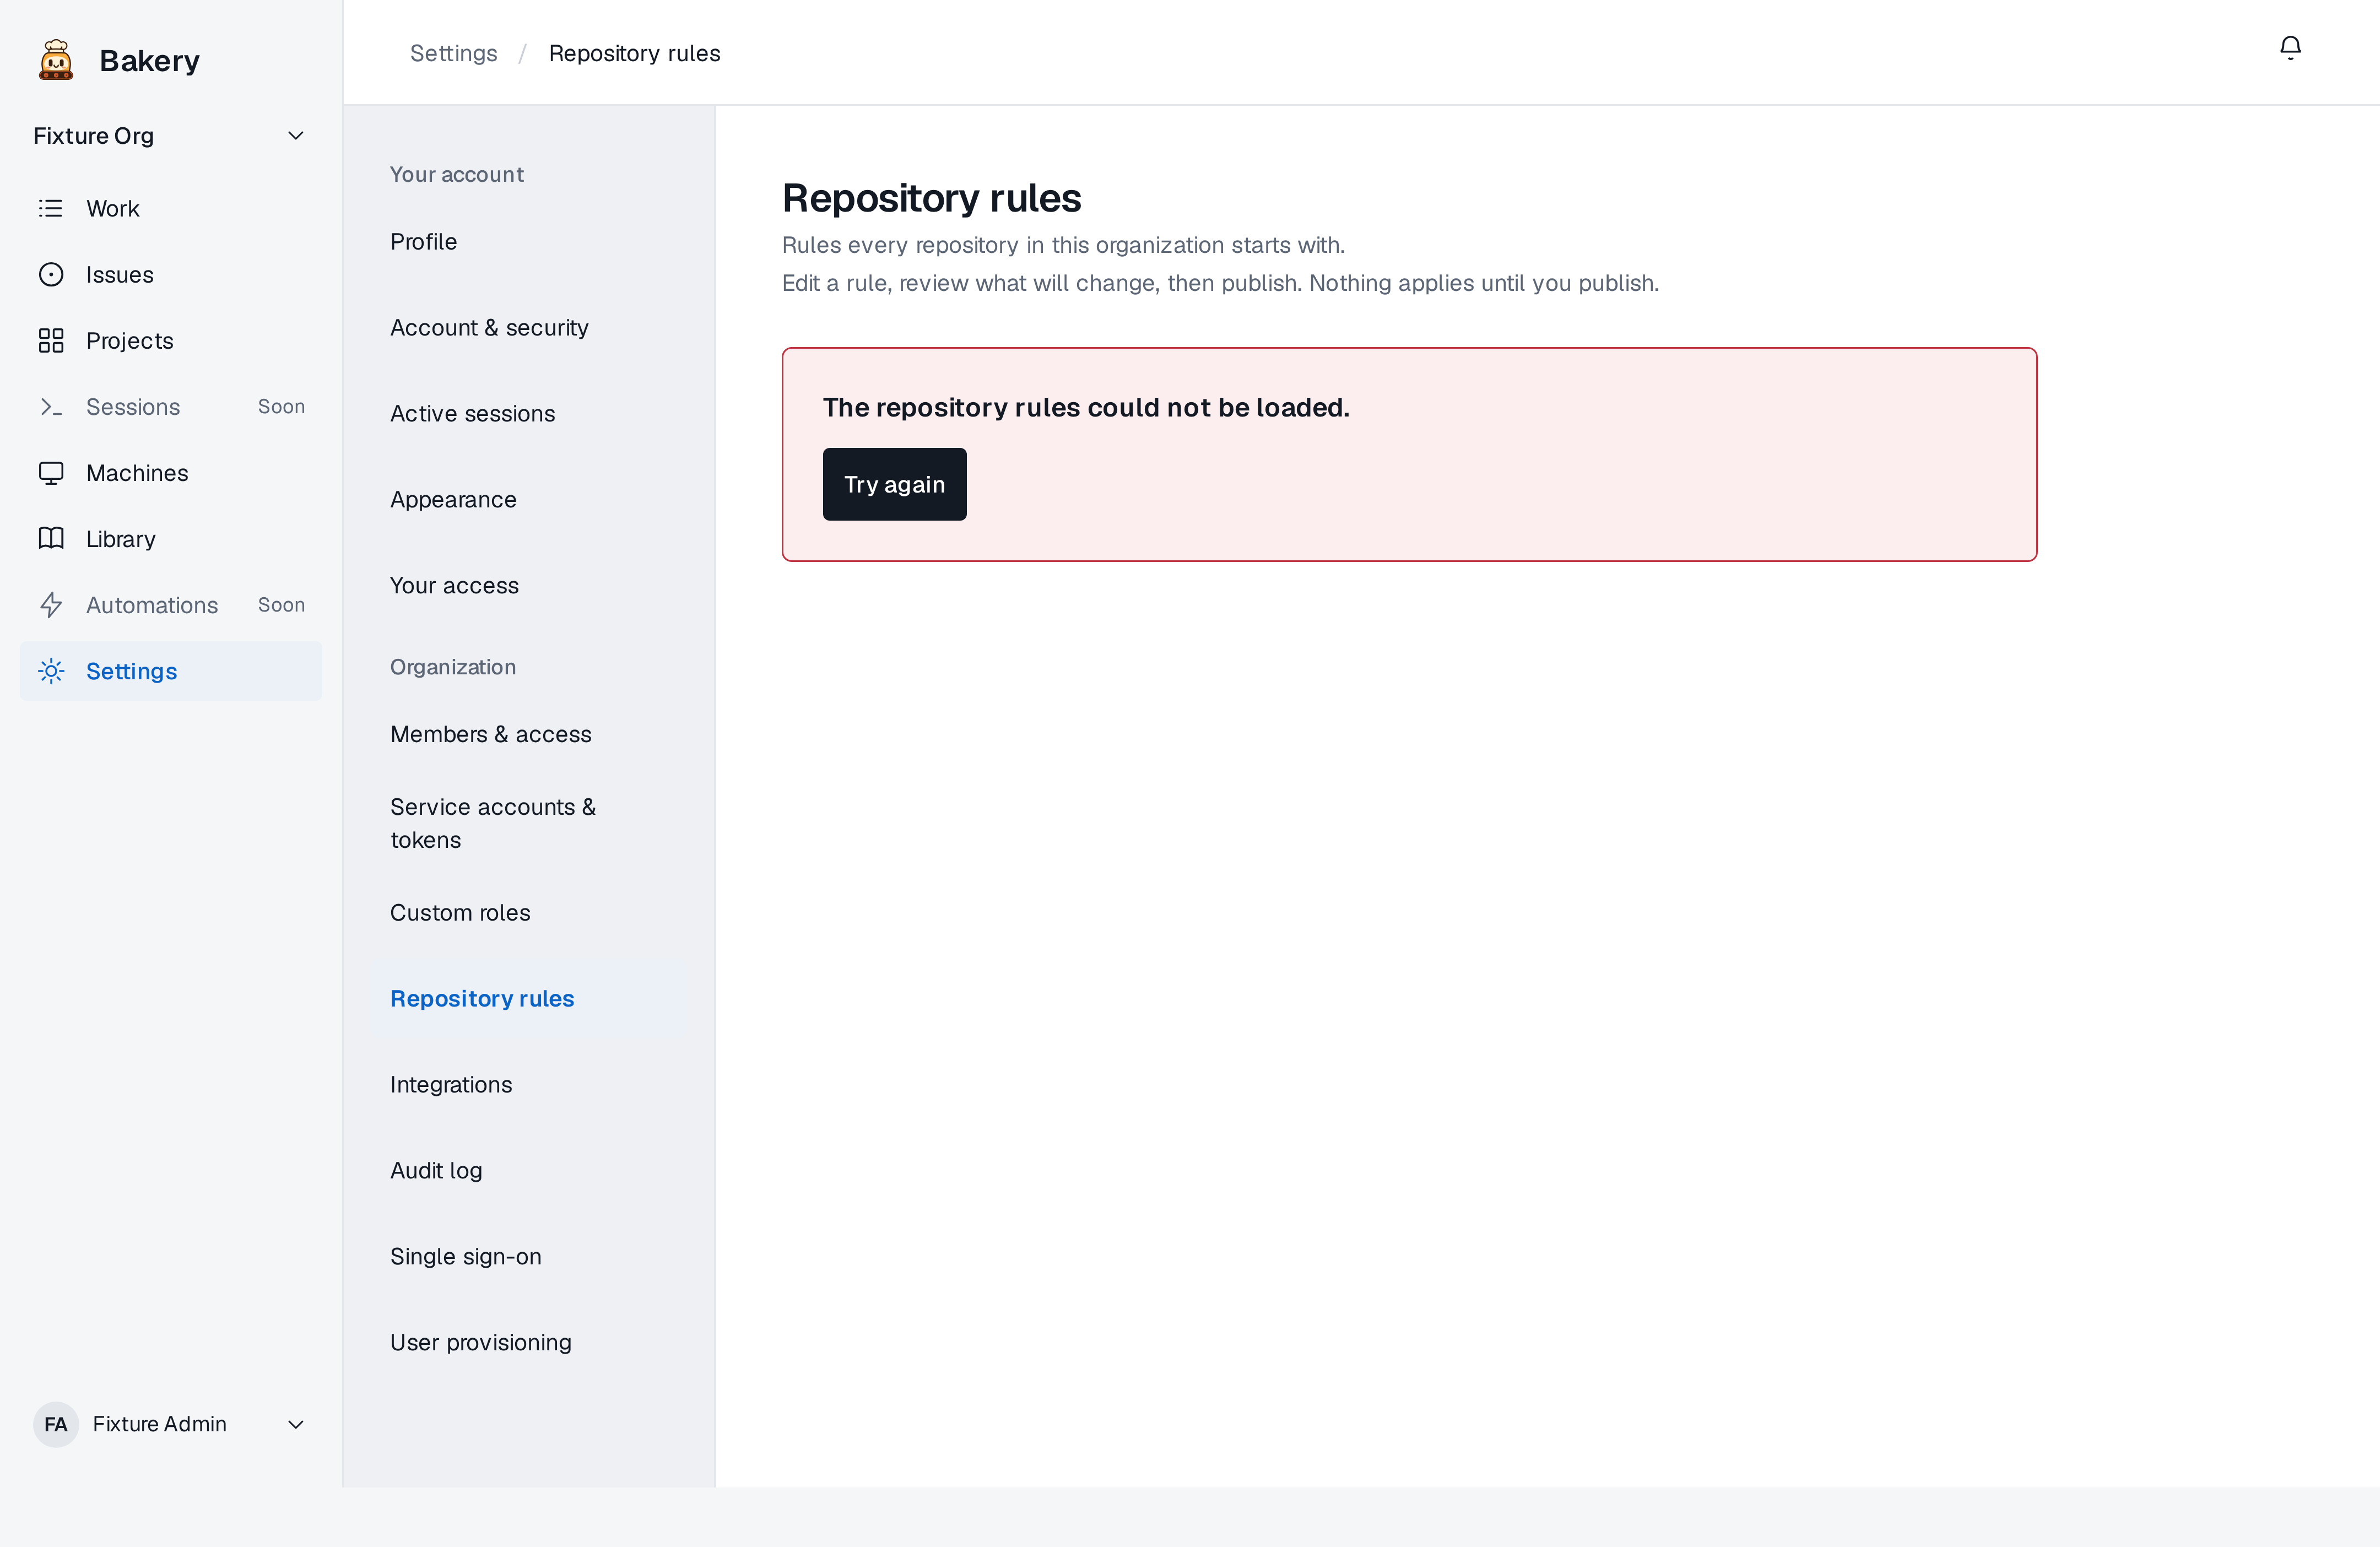 Bakery
Fixture Org
Work
Issues
Projects
Sessions Soon
Machines
Library
Automations Soon
Settings
FA Fixture Admin
Settings / Repository rules
Your account
Profile
Account & security
Active sessions
Appearance
Your access
Organization
Members & access
Service accounts &
tokens
Custom roles
Repository rules
Integrations
Audit log
Single sign-on
User provisioning
Repository rules
Rules every repository in this organization starts with.
Edit a rule, review what will change, then publish. Nothing applies until you publish.
The repository rules could not be loaded.
Try again